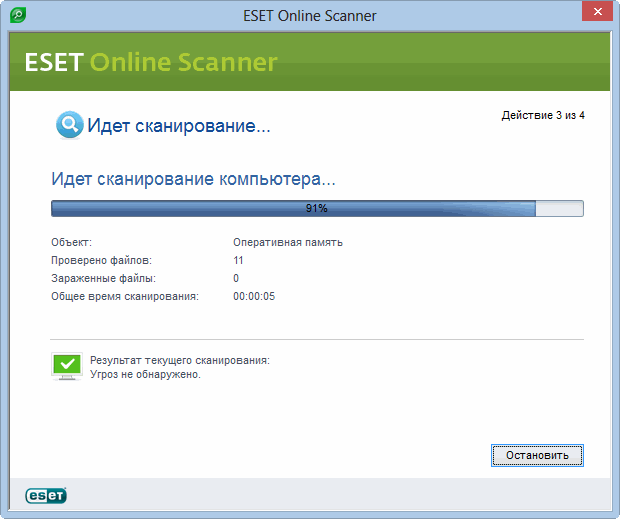 ESET Online Scanner
ESET Online Scanner
Действие 3 из 4
Идет сканирование...
Идет сканирование компьютера...
91%
Объект: Оперативная память
Проверено файлов: 11
Зараженные файлы: 0
Общее время сканирования: 00:00:05
Результат текущего сканирования:
Угроз не обнаружено.
Остановить
eseT